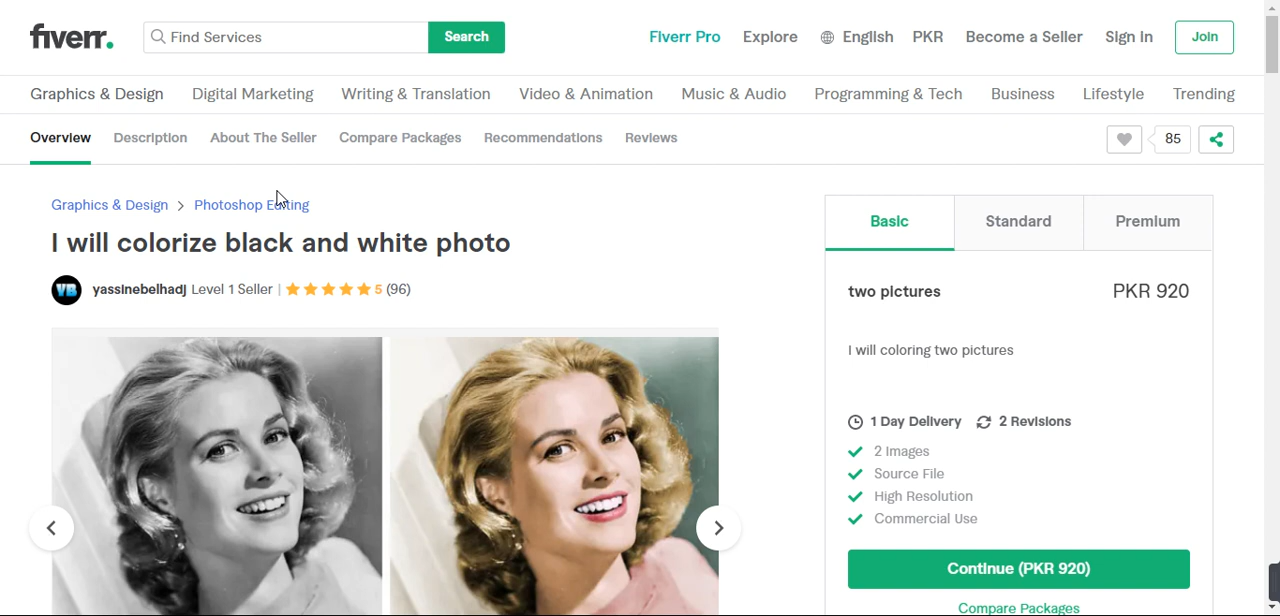 fiverr.
Find Services
Search
Fiverr Pro
Explore
English
PKR
Become a Seller
Sign In
Join
Graphics & Design
Digital Marketing
Writing & Translation
Video & Animation
Music & Audio
Programming & Tech
Business
Lifestyle
Trending
Overview
Description
About The Seller
Compare Packages
Recommendations
Reviews
85
Graphics & Design > Photoshop Editing
I will colorize black and white photo
YB
yassinebelhadj Level 1 Seller | 5 (96)
Basic
Standard
Premium
two pictures
PKR 920
I will coloring two pictures
1 Day Delivery
2 Revisions
2 Images
Source File
High Resolution
Commercial Use
Continue (PKR 920)
Compare Packages